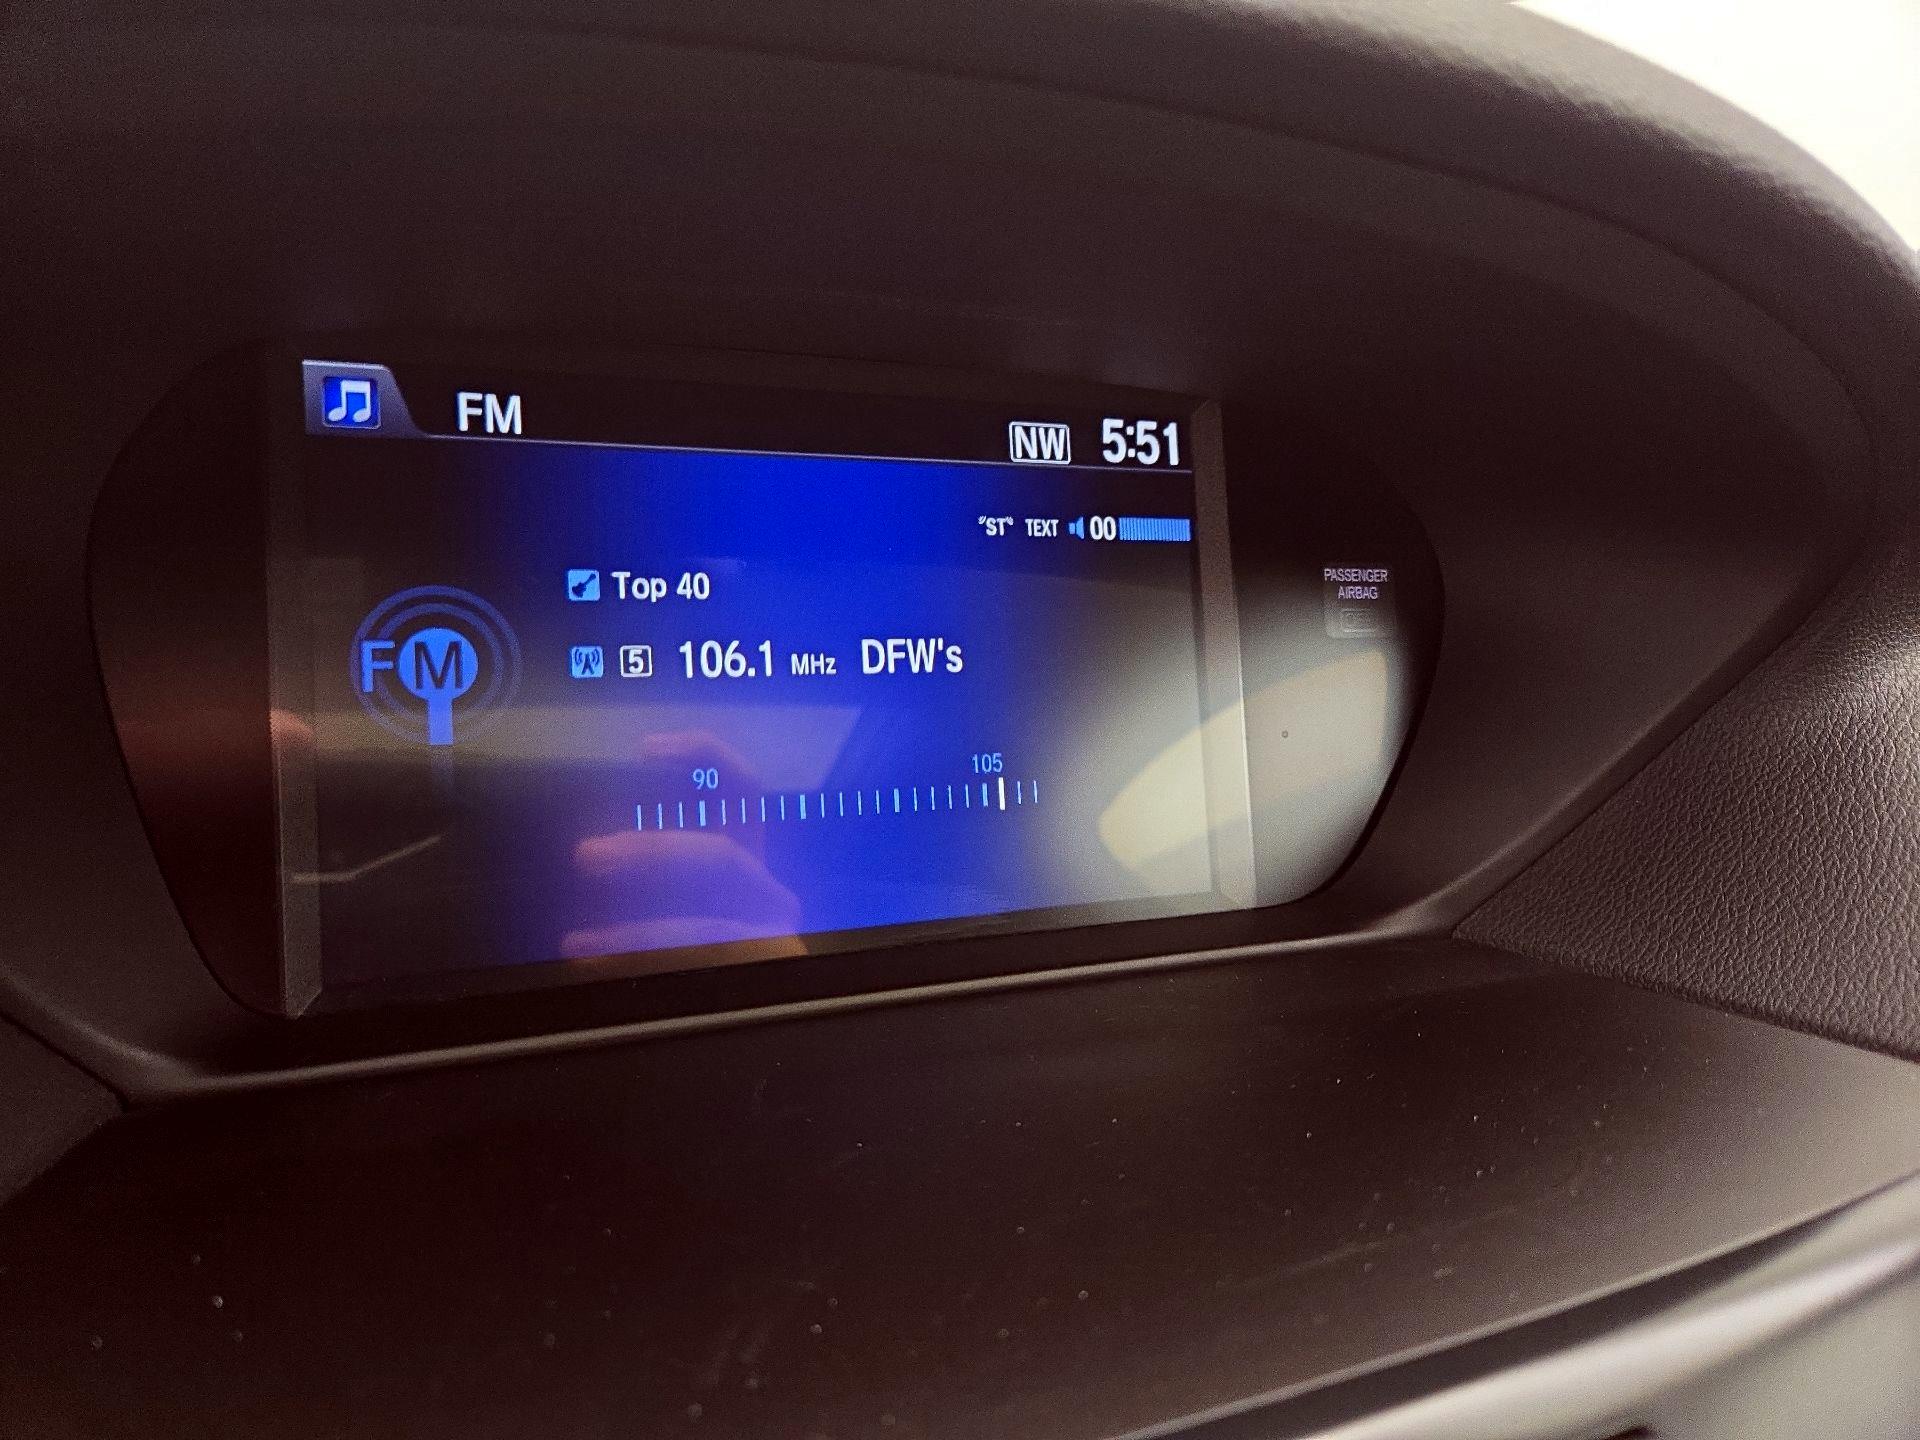 FM
NW 5:51
"ST" TEXT 00
Top 40
FM
5 106.1 MHz DFW's
90 105
PASSENGER
AIRBAG